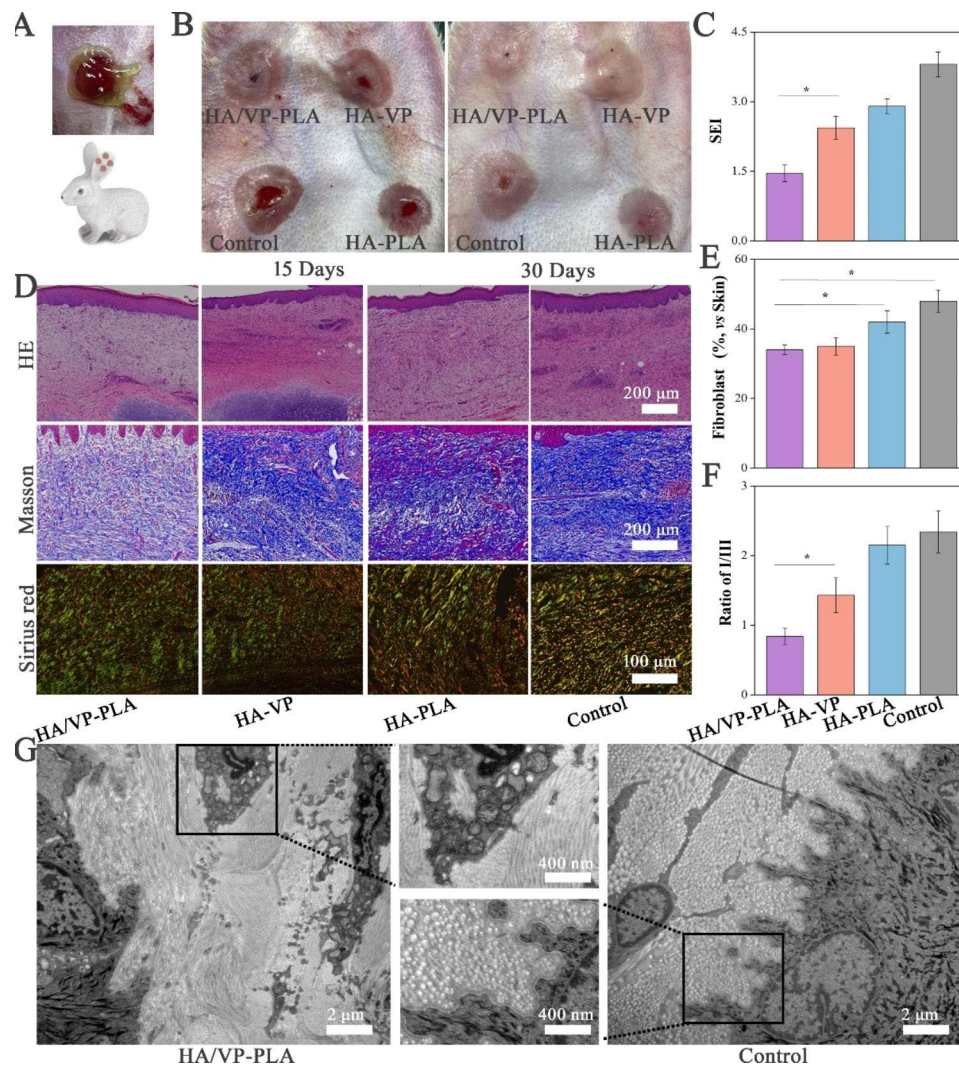 A
B
HA/VP-PLA
HA-VP
HA/VP-PLA
HA-VP
Control
HA-PLA
Control
HA-PLA
15 Days
30 Days
C
4.5
3.0
1.5
0.0
SEI
*
D
HE
200 μm
Masson
200 μm
Sirius red
100 μm
HA/VP-PLA
HA-VP
HA-PLA
Control
E
60
40
20
0
Fibroblast (%, vs Skin)
*
*
F
3
2
1
0
Ratio of I/III
*
HA/VP-PLA
HA-VP
HA-PLA
Control
G
2 μm
400 nm
400 nm
2 μm
HA/VP-PLA
Control